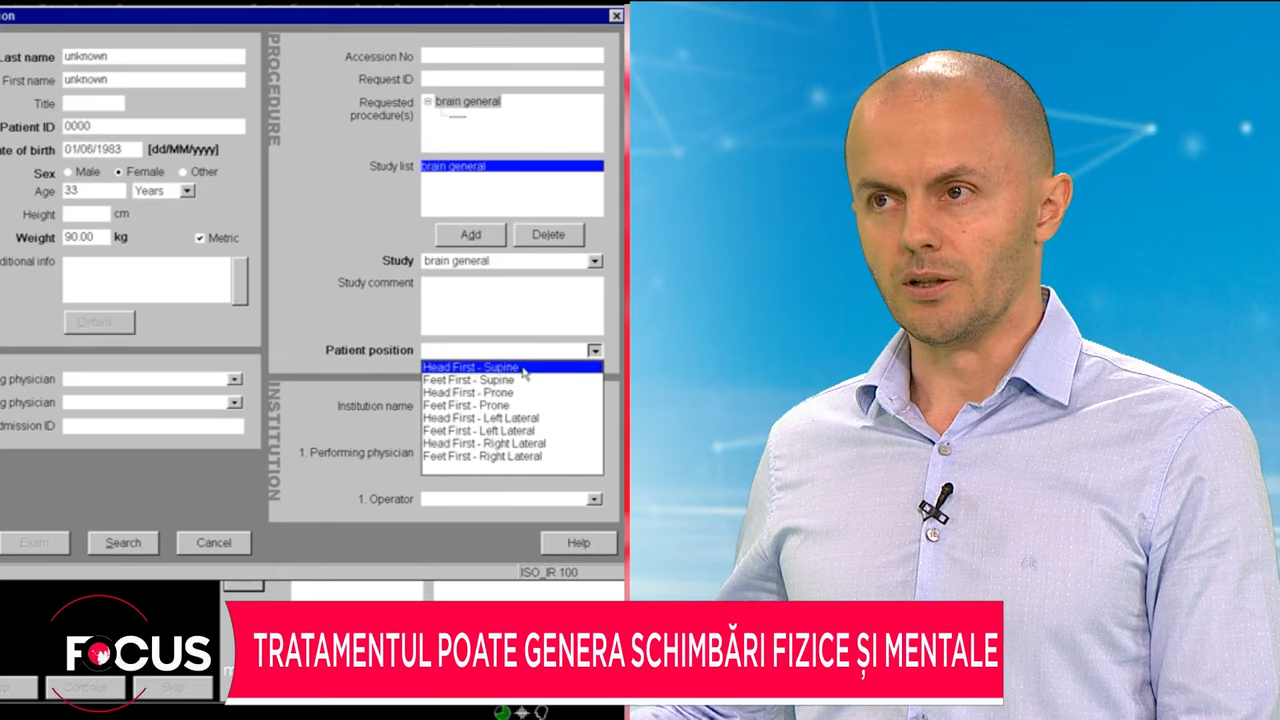 on
Last name unknown
First name unknown
Title
Patient ID 0000
ate of birth 01/06/1983 [dd/MM/yyyy]
Sex Male Female Other
Age 33 Years
Height cm
Weight 90.00 kg Metric
ditional info
Details...
g physician
g physician
dmission ID
PROCEDURE
Accession No
Request ID
Requested
procedure(s)
brain general
Study list
brain general
Add Delete
Study brain general
Study comment
Patient position
Head First - Supine
Feet First - Supine
Head First - Prone
Feet First - Prone
Head First - Left Lateral
Feet First - Left Lateral
Head First - Right Lateral
Feet First - Right Lateral
INSTITUTION
Institution name
1. Performing physician
1. Operator
Exam Search Cancel Help
ISO_IR 100
FOCUS
TRATAMENTUL POATE GENERA SCHIMBĂRI FIZICE ȘI MENTALE
Continue Skip